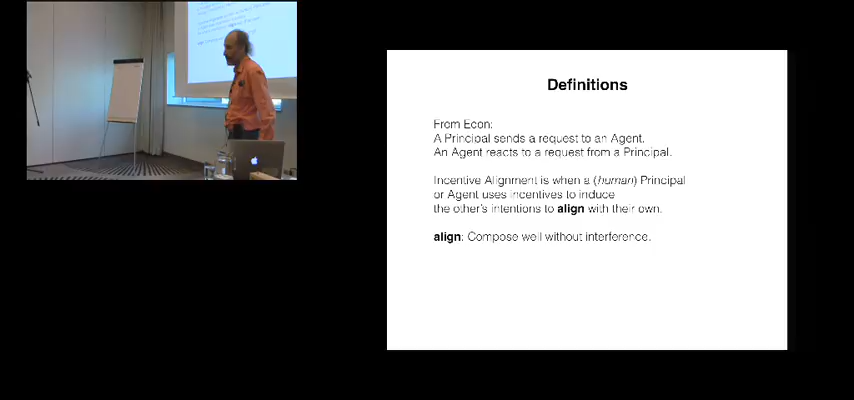 Definitions
From Econ:
A Principal sends a request to an Agent.
An Agent reacts to a request from a Principal.
Incentive Alignment is when a (human) Principal
or Agent uses incentives to induce
the other's intentions to align with their own.
align: Compose well without interference.